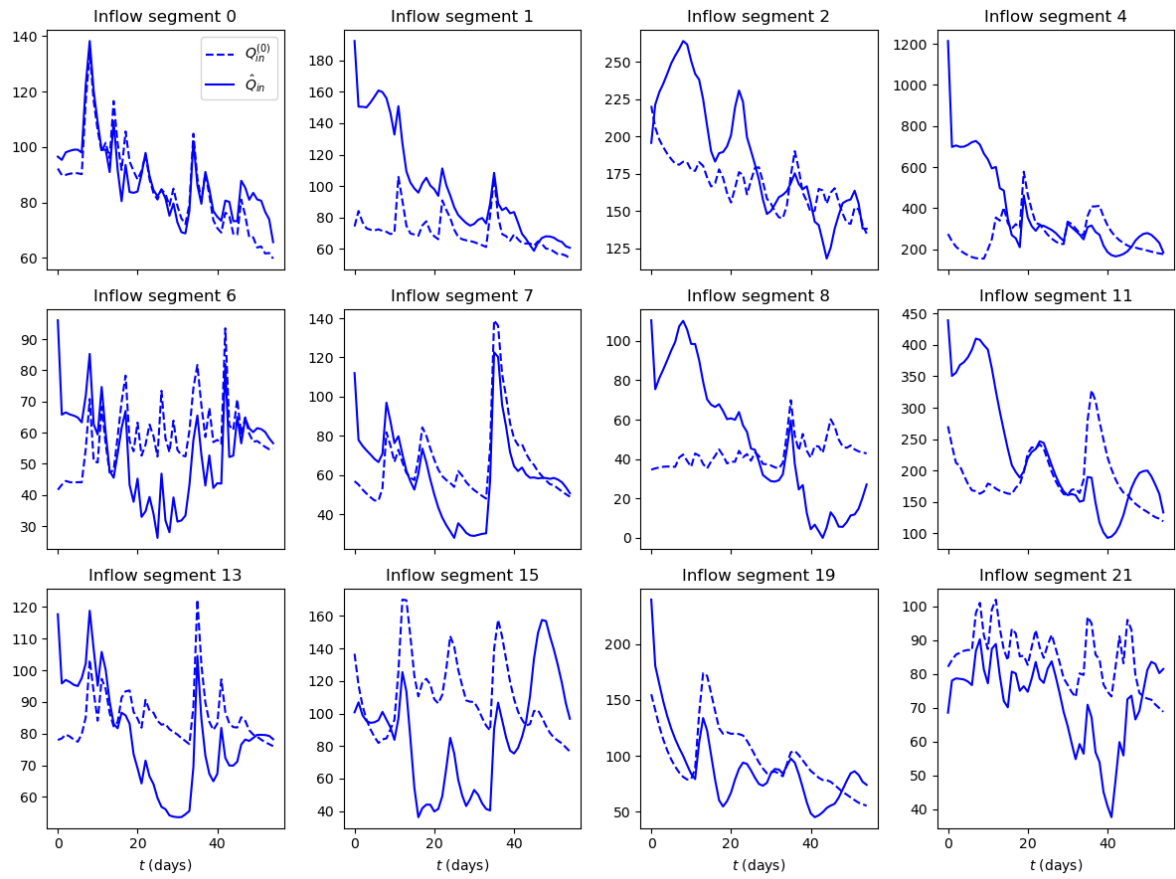 Inflow segment 0 Inflow segment 1 Inflow segment 2 Inflow segment 4
140 120 100 80 60
Q_in^(0)
Q̂_in
180 160 140 120 100 80 60
250 225 200 175 150 125
1200 1000 800 600 400 200
Inflow segment 6 Inflow segment 7 Inflow segment 8 Inflow segment 11
90 80 70 60 50 40 30
140 120 100 80 60 40
100 80 60 40 20 0
450 400 350 300 250 200 150 100
Inflow segment 13 Inflow segment 15 Inflow segment 19 Inflow segment 21
120 110 100 90 80 70 60
160 140 120 100 80 60 40
200 150 100 50
100 90 80 70 60 50 40
0 20 40 0 20 40 0 20 40 0 20 40
t (days) t (days) t (days) t (days)